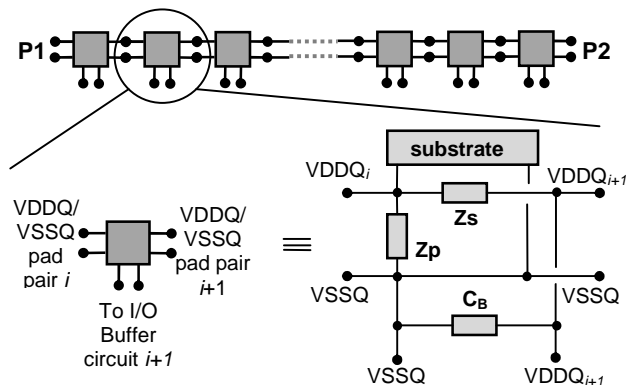 P1
P2
substrate
VDDQi
VDDQi+1
Zs
Zp
VSSQ
VSSQ
CB
VSSQ
VDDQi+1
VDDQ/
VSSQ
pad
pair i
VDDQ/
VSSQ
pad pair
i+1
To I/O
Buffer
circuit i+1
≡